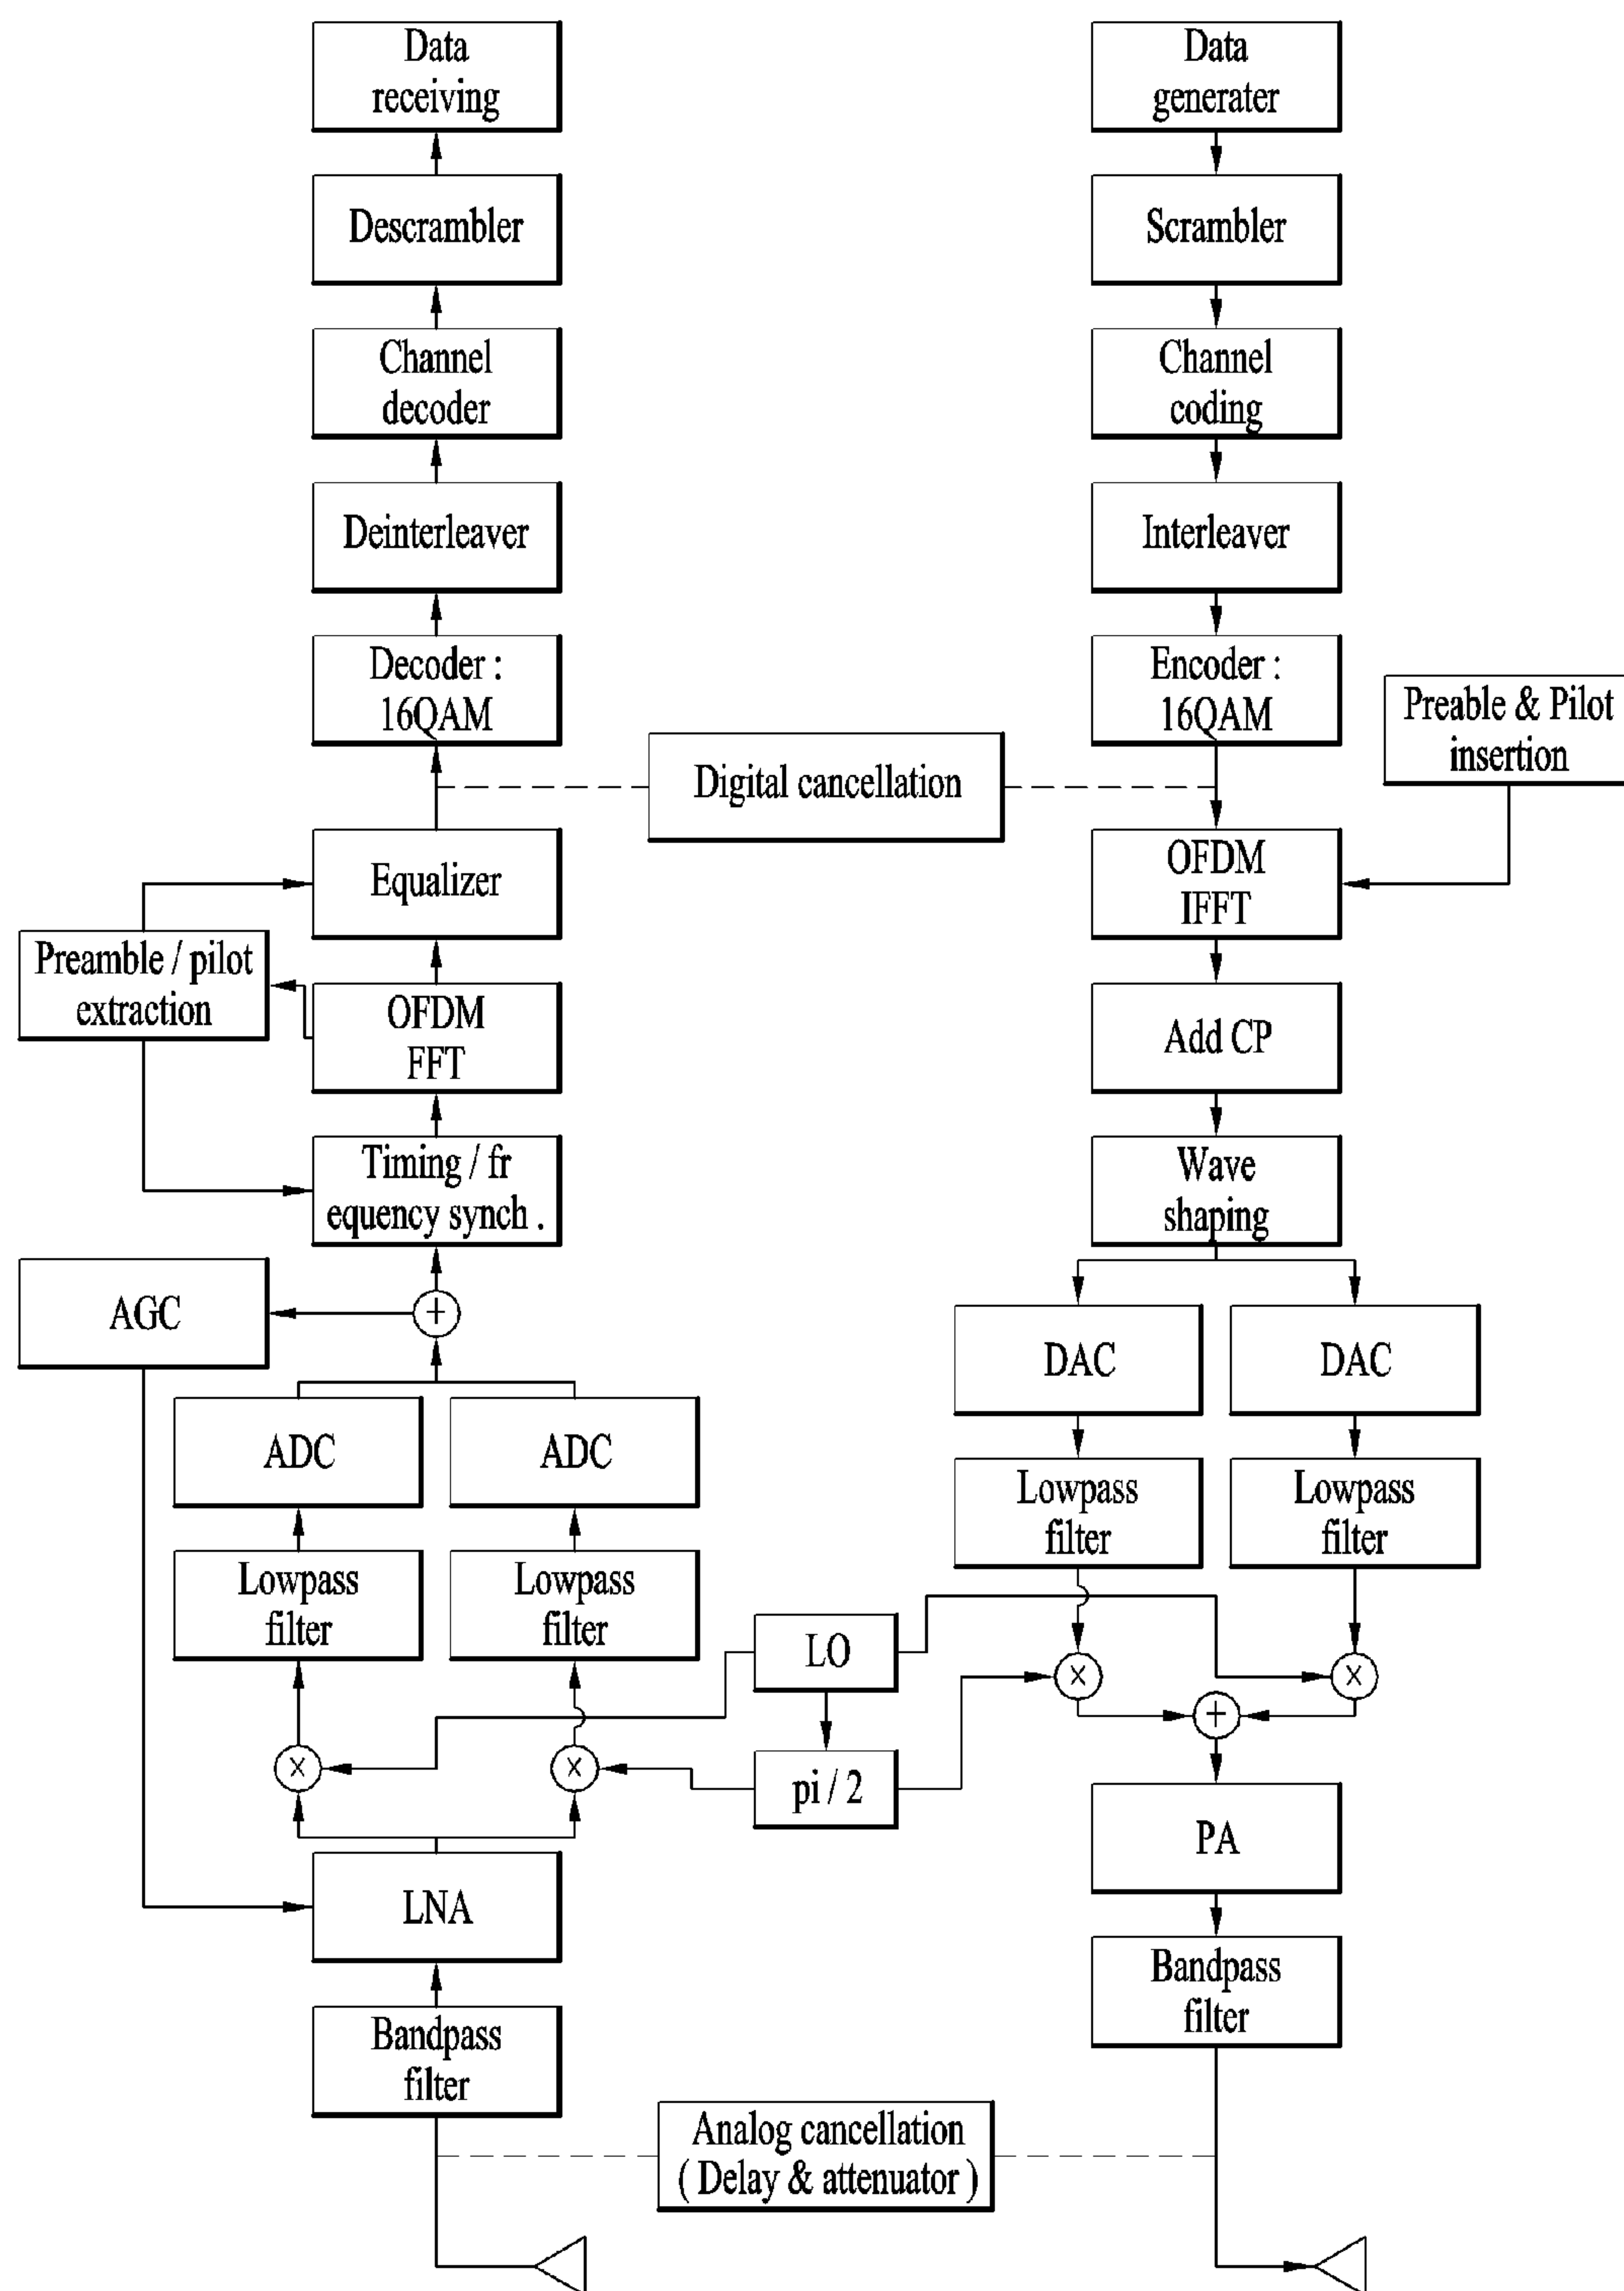 Data
receiving
Descrambler
Channel
decoder
Deinterleaver
Decoder :
16QAM
Equalizer
Preamble / pilot
extraction
OFDM
FFT
Timing / fr
equency synch .
AGC
+
ADC
ADC
Lowpass
filter
Lowpass
filter
X
X
LNA
Bandpass
filter
Digital cancellation
LO
pi / 2
Analog cancellation
( Delay & attenuator )
Data
generater
Scrambler
Channel
coding
Interleaver
Encoder :
16QAM
Preable & Pilot
insertion
OFDM
IFFT
Add CP
Wave
shaping
DAC
DAC
Lowpass
filter
Lowpass
filter
X
X
+
PA
Bandpass
filter